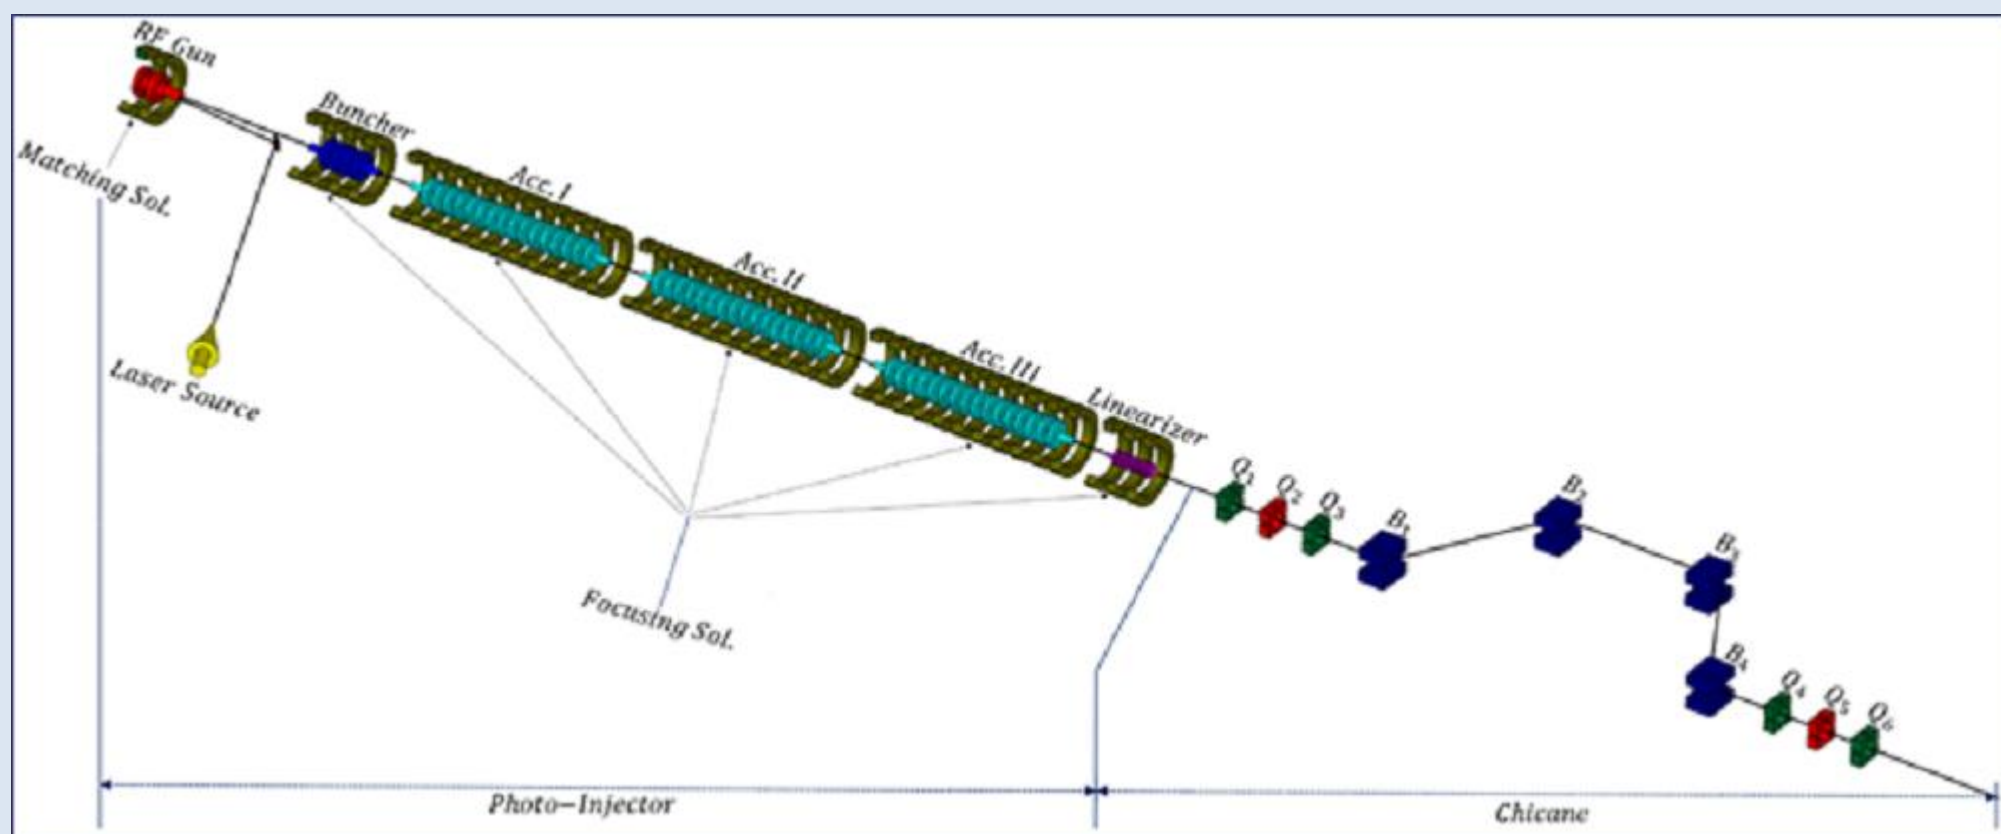 RF Gun
Buncher
Matching Sol.
Acc. I
Acc. II
Laser Source
Acc. III
Linearizer
Q₁
Q₂
Q₃
B₁
B₂
B₃
Focusing Sol.
B₄
Q₄
Q₅
Q₆
Photo-Injector
Chicane